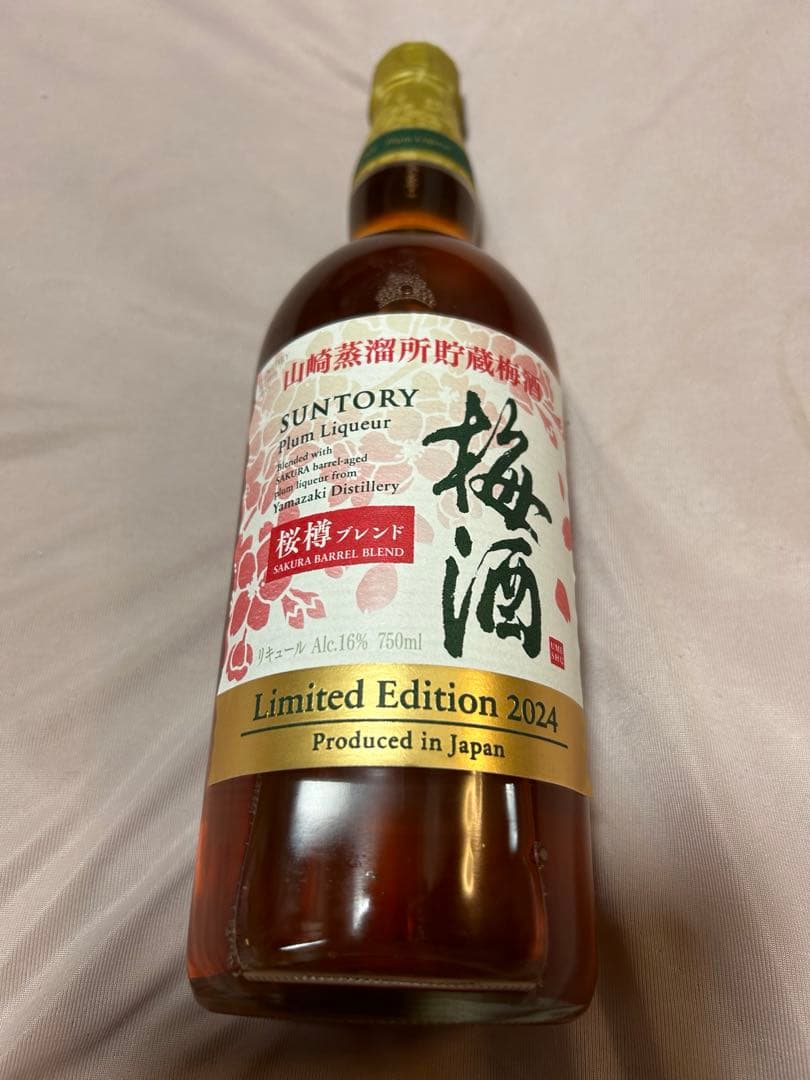 山崎蒸溜所貯蔵梅酒
SUNTORY
Plum Liqueur
Blended with
SAKURA barrel-aged
plum liqueur from
Yamazaki Distillery
桜樽ブレンド
SAKURA BARREL BLEND
梅酒
UME
SHU
リキュール Alc.16% 750ml
Limited Edition 2024
Produced in Japan